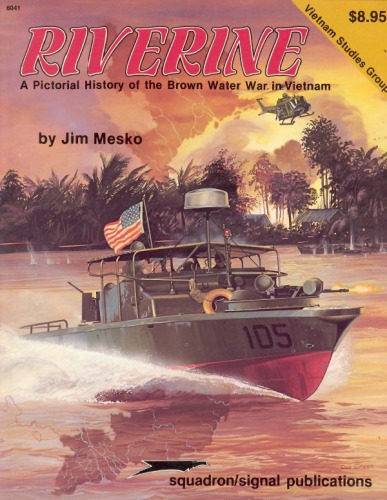 6041
$8.95
Vietnam Studies Group
RIVERINE
A Pictorial History of the Brown Water War in Vietnam
by Jim Mesko
105
squadron/signal publications